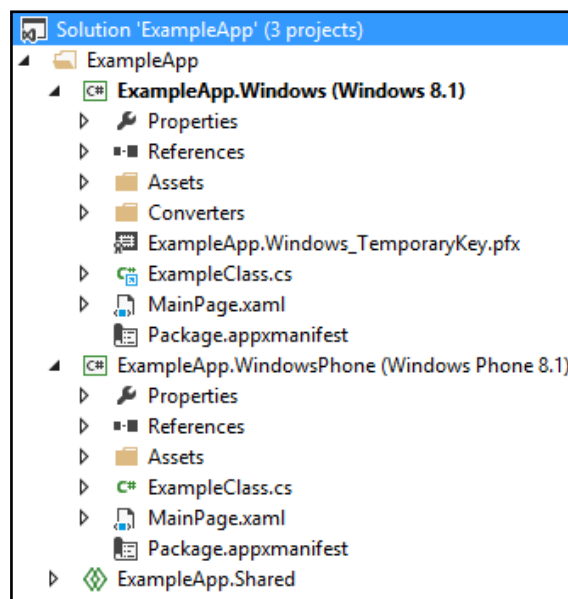 Solution 'ExampleApp' (3 projects)
ExampleApp
C# ExampleApp.Windows (Windows 8.1)
Properties
References
Assets
Converters
ExampleApp.Windows_TemporaryKey.pfx
C# ExampleClass.cs
MainPage.xaml
Package.appxmanifest
C# ExampleApp.WindowsPhone (Windows Phone 8.1)
Properties
References
Assets
C# ExampleClass.cs
MainPage.xaml
Package.appxmanifest
ExampleApp.Shared